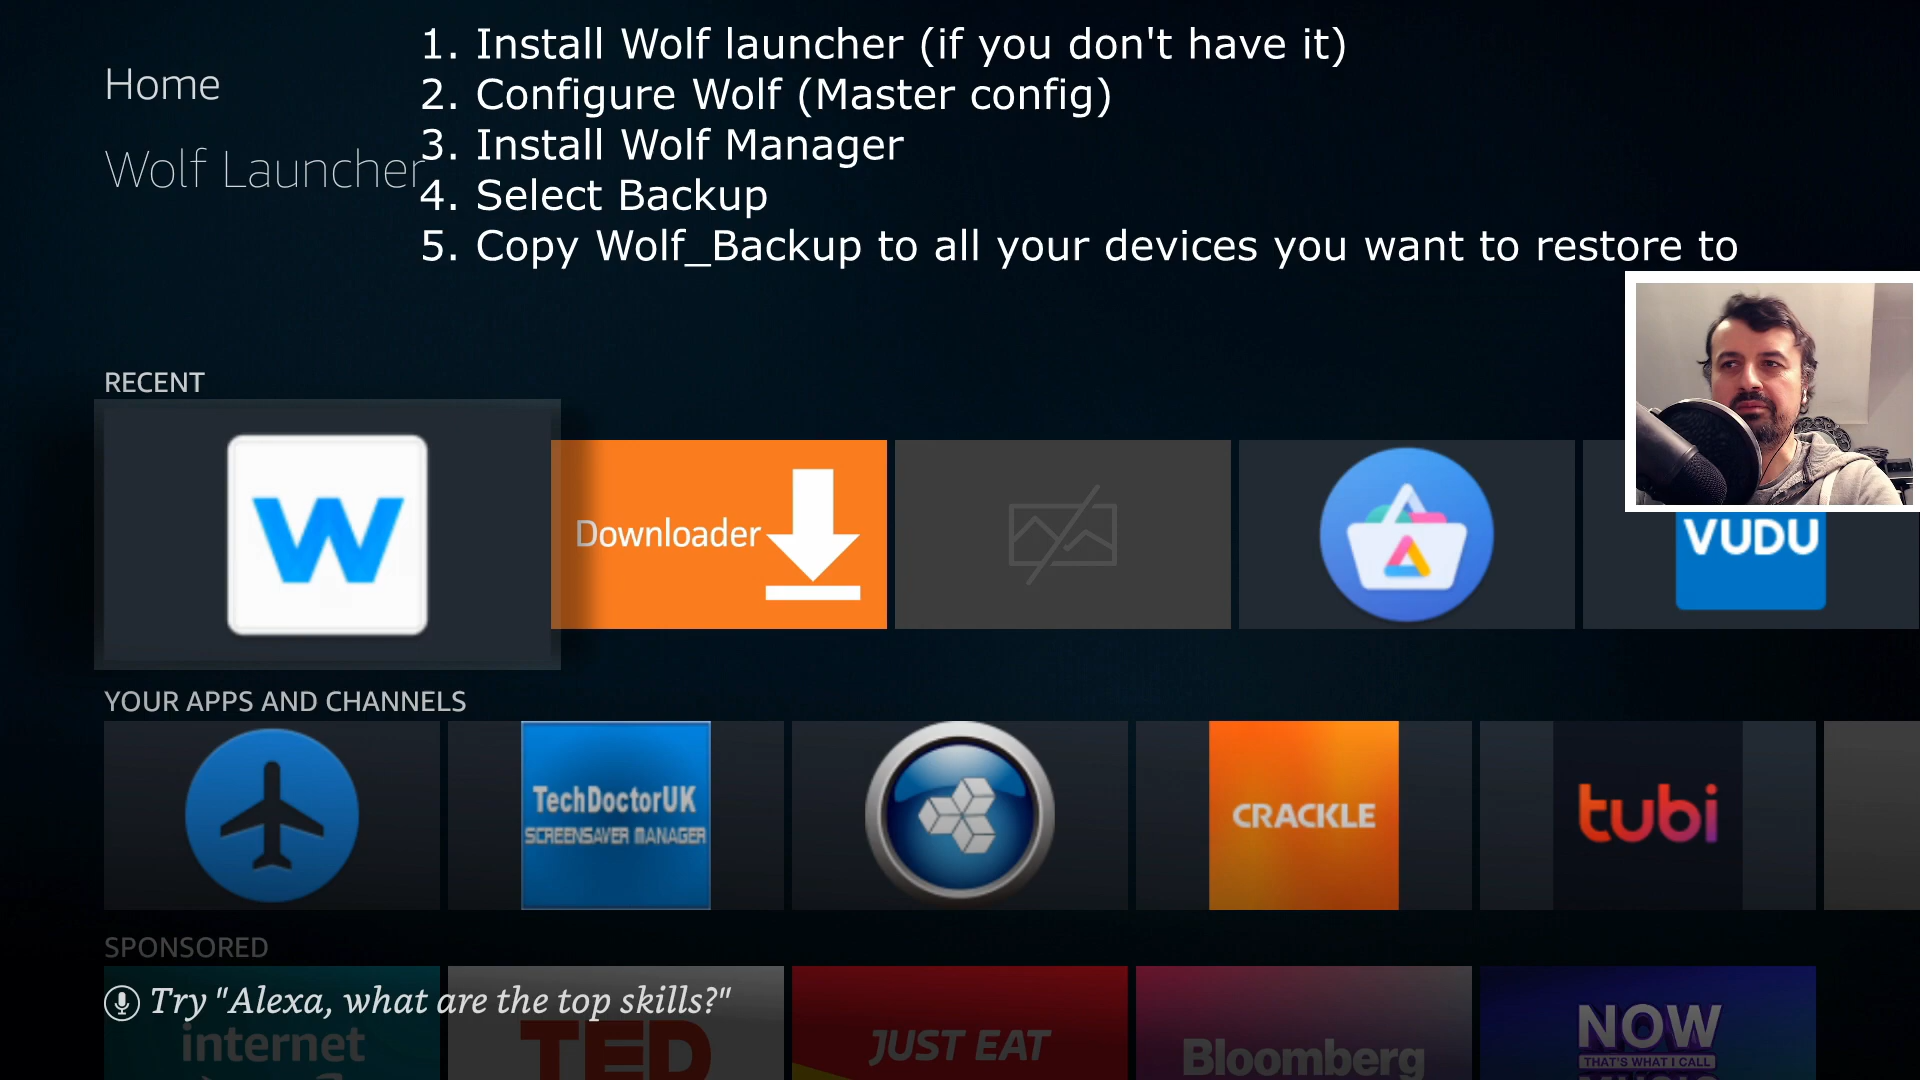 1. Install Wolf launcher (if you don't have it)
2. Configure Wolf (Master config)
3. Install Wolf Manager
4. Select Backup
5. Copy Wolf_Backup to all your devices you want to restore to
Home
Wolf Launcher
RECENT
W
Downloader
VUDU
YOUR APPS AND CHANNELS
TechDoctorUK
SCREENSAVER MANAGER
CRACKLE
tubi
SPONSORED
Try "Alexa, what are the top skills?"
internet
TED
JUST EAT
Bloomberg
NOW
THAT'S WHAT I CALL